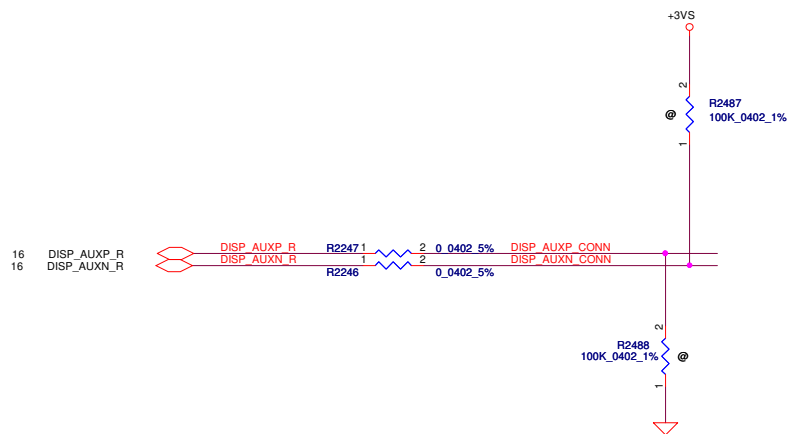 +3VS
2
R2487
@
100K_0402_1%
1
16 DISP_AUXP_R DISP_AUXP_R R2247 1 2 0_0402_5% DISP_AUXP_CONN
16 DISP_AUXN_R DISP_AUXN_R 1 2 DISP_AUXN_CONN
R2246 0_0402_5%
2
R2488
100K_0402_1% @
1